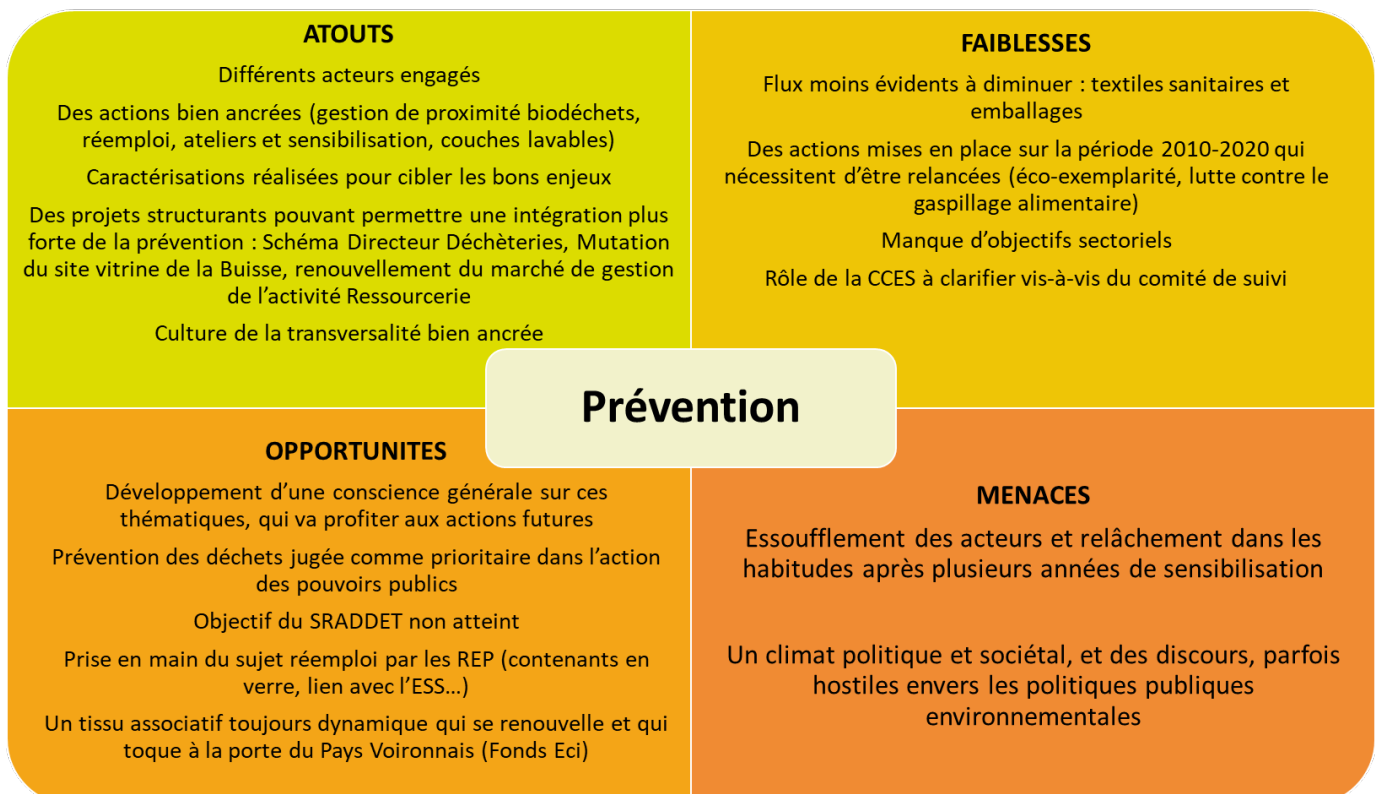 ATOUTS
Différents acteurs engagés
Des actions bien ancrées (gestion de proximité biodéchets,
réemploi, ateliers et sensibilisation, couches lavables)
Caractérisations réalisées pour cibler les bons enjeux
Des projets structurants pouvant permettre une intégration plus
forte de la prévention : Schéma Directeur Déchèteries, Mutation
du site vitrine de la Buisse, renouvellement du marché de gestion
de l’activité Ressourcerie
Culture de la transversalité bien ancrée
FAIBLESSES
Flux moins évidents à diminuer : textiles sanitaires et
emballages
Des actions mises en place sur la période 2010-2020 qui
nécessitent d’être relancées (éco-exemplarité, lutte contre le
gaspillage alimentaire)
Manque d’objectifs sectoriels
Rôle de la CCES à clarifier vis-à-vis du comité de suivi
Prévention
OPPORTUNITES
Développement d’une conscience générale sur ces
thématiques, qui va profiter aux actions futures
Prévention des déchets jugée comme prioritaire dans l’action
des pouvoirs publics
Objectif du SRADDET non atteint
Prise en main du sujet réemploi par les REP (contenants en
verre, lien avec l’ESS…)
Un tissu associatif toujours dynamique qui se renouvelle et qui
toque à la porte du Pays Voironnais (Fonds Eci)
MENACES
Essoufflement des acteurs et relâchement dans les
habitudes après plusieurs années de sensibilisation
Un climat politique et sociétal, et des discours, parfois
hostiles envers les politiques publiques
environnementales